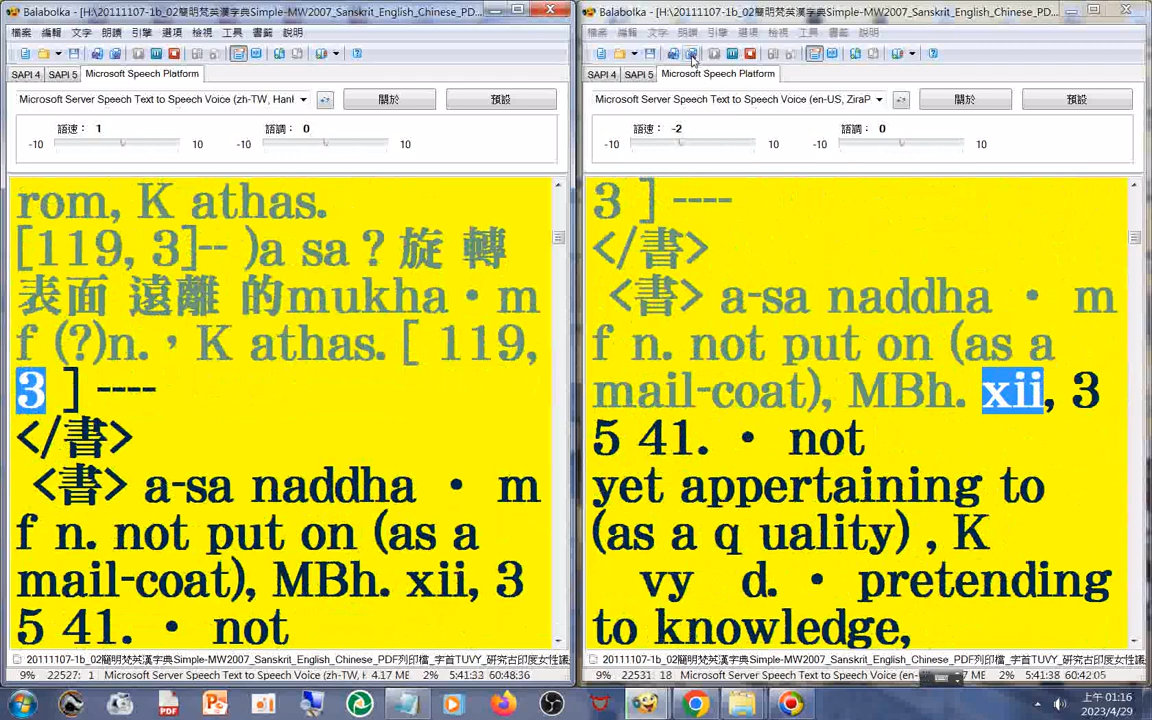 Balabolka - [H:\20111107-1b_02簡明梵英漢字典Simple-MW2007_Sanskrit_English_Chinese_PD...
檔案 編輯 文字 朗讀 引擎 選項 檢視 工具 書籤 說明
SAPI 4 SAPI 5 Microsoft Speech Platform
Microsoft Server Speech Text to Speech Voice (zh-TW, Hanl
關於 預設
語速： 1 語調： 0
-10 10 -10 10
rom, K athas.
[119, 3]-- )a sa？旋 轉
表面 遠離 的mukha・m
f (?)n.，K athas. [ 119,
3 ] ----
</書>
<書> a-sa naddha ・ m
f n. not put on (as a
mail-coat), MBh. xii, 3
5 41. ・ not
20111107-1b_02簡明梵英漢字典Simple-MW2007_Sanskrit_English_Chinese_PDF列印檔_字首TUVY_研究古印度女性議
9% 22527: 1 Microsoft Server Speech Text to Speech Voice (zh-TW, 4.17 ME 2% 5:41:33 60:48:36
Balabolka - [H:\20111107-1b_02簡明梵英漢字典Simple-MW2007_Sanskrit_English_Chinese_PD...
檔案 編輯 文字 朗讀 引擎 選項 檢視 工具 書籤 說明
SAPI 4 SAPI 5 Microsoft Speech Platform
Microsoft Server Speech Text to Speech Voice (en-US, ZiraP
關於 預設
語速： -2 語調： 0
-10 10 -10 10
3 ] ----
</書>
<書> a-sa naddha ・ m
f n. not put on (as a
mail-coat), MBh. xii, 3
5 41. ・ not
yet appertaining to
(as a q uality) , K
vy d. ・ pretending
to knowledge,
20111107-1b_02簡明梵英漢字典Simple-MW2007_Sanskrit_English_Chinese_PDF列印檔_字首TUVY_研究古印度女性議
9% 22531 18 Microsoft Server Speech Text to Speech Voice 2% 5:41:38 60:42:05
上午 01:16
2023/4/29